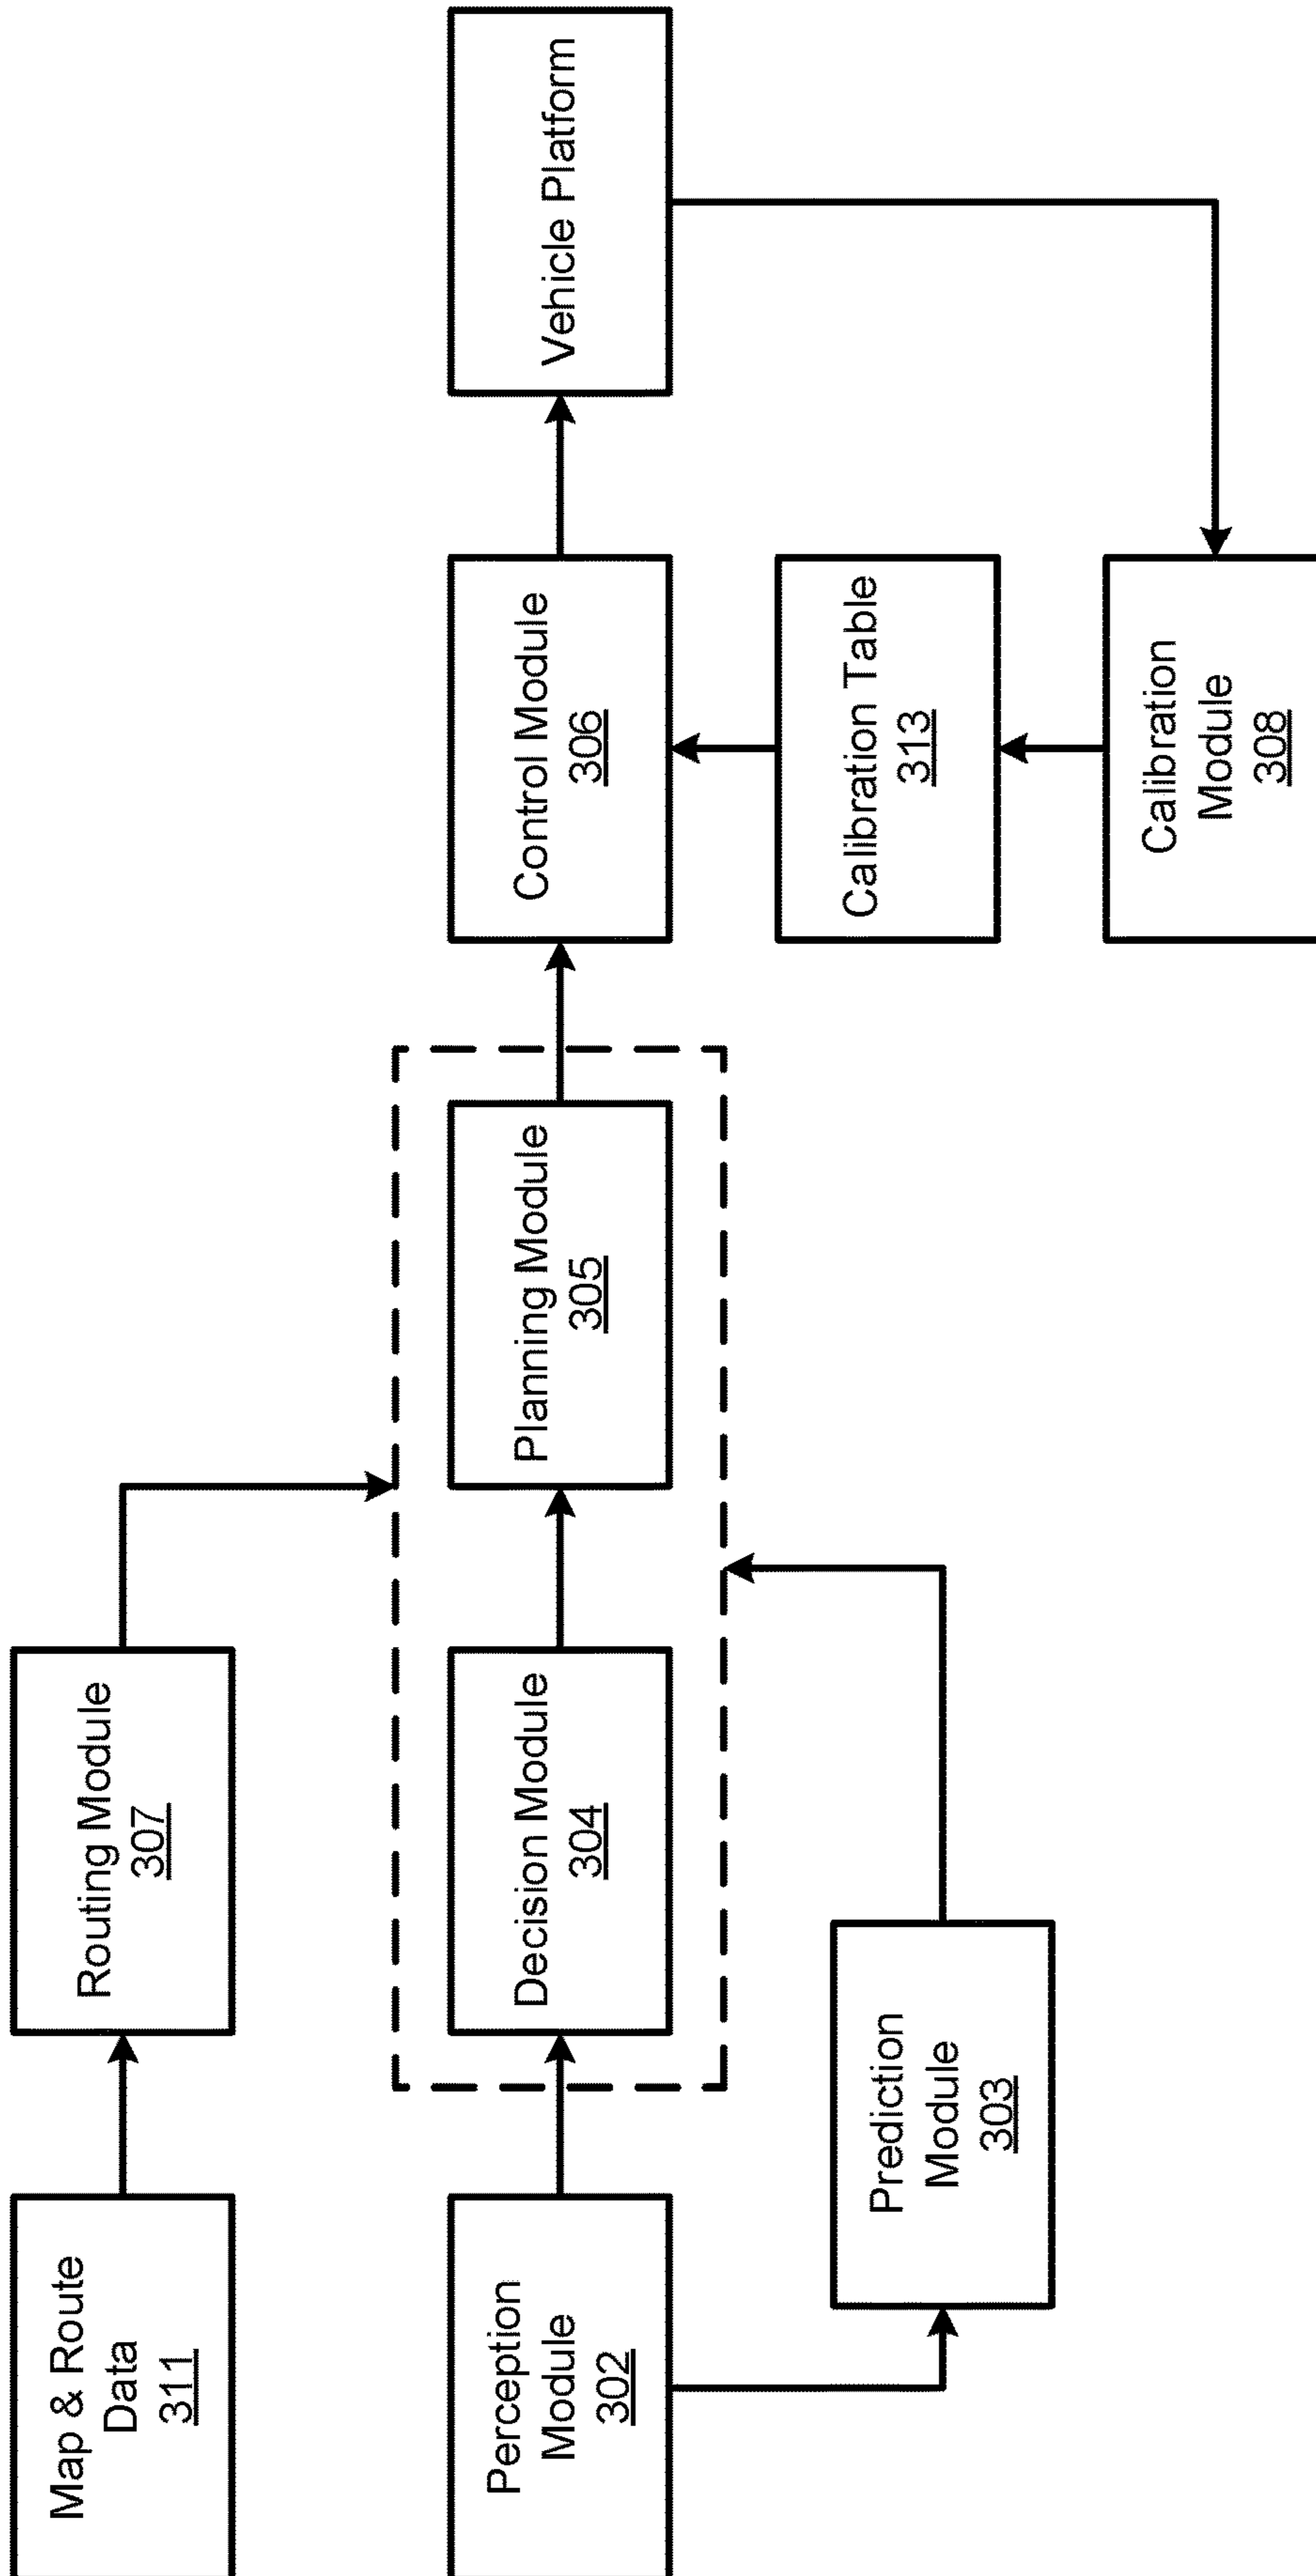 Map & Route
Data
311
Routing Module
307
Perception
Module
302
Decision Module
304
Planning Module
305
Control Module
306
Vehicle Platform
Prediction
Module
303
Calibration Table
313
Calibration
Module
308